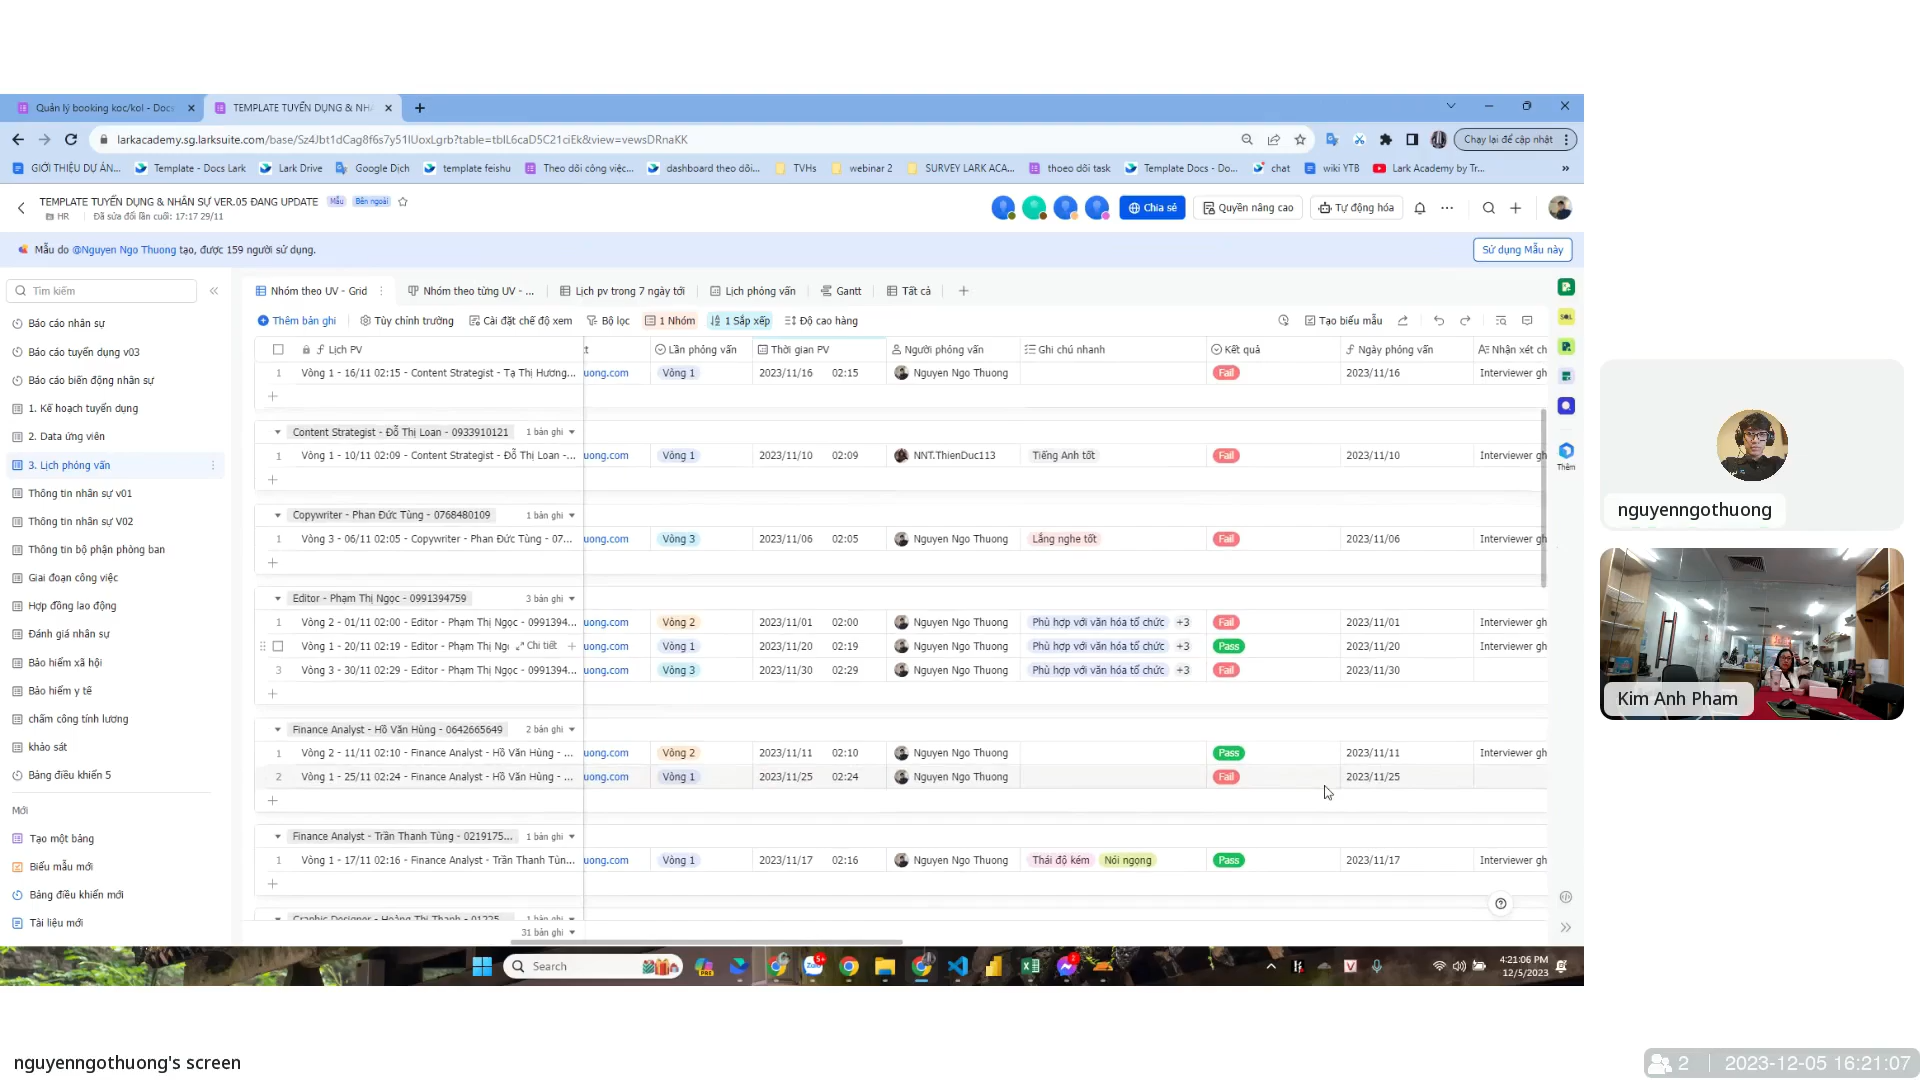 Quản lý booking koc/kol - Docs
TEMPLATE TUYỂN DỤNG & NHÂ
larkacademy.sg.larksuite.com/base/Sz4Jbt1dCag8f6s7y51lUoxLgrb?table=tblL6caD5C21ciEk&view=vewsDRnaKK
Chạy lại để cập nhật
GIỚI THIỆU DỰ ÁN...
Template - Docs Lark
Lark Drive
Google Dịch
template feishu
Theo dõi công việc...
dashboard theo dõi...
TVHs
webinar 2
SURVEY LARK ACA...
thoeo dõi task
Template Docs - Do...
chat
wiki YTB
Lark Academy by Tr...
TEMPLATE TUYỂN DỤNG & NHÂN SỰ VER.05 ĐANG UPDATE
Mẫu
Bên ngoài
HR
Đã sửa đổi lần cuối: 17:17 29/11
Chia sẻ
Quyền nâng cao
Tự động hóa
Mẫu do @Nguyen Ngo Thuong tạo, được 159 người sử dụng.
Sử dụng Mẫu này
Tìm kiếm
Báo cáo nhân sự
Báo cáo tuyển dụng v03
Báo cáo biến động nhân sự
1. Kế hoạch tuyển dụng
2. Data ứng viên
3. Lịch phỏng vấn
Thông tin nhân sự v01
Thông tin nhân sự V02
Thông tin bộ phận phòng ban
Giai đoạn công việc
Hợp đồng lao động
Đánh giá nhân sự
Bảo hiểm xã hội
Bảo hiểm y tế
chấm công tính lương
khảo sát
Bảng điều khiển 5
Mới
Tạo một bảng
Biểu mẫu mới
Bảng điều khiển mới
Tài liệu mới
Nhóm theo UV - Grid
Nhóm theo từng UV - ...
Lịch pv trong 7 ngày tới
Lịch phỏng vấn
Gantt
Tất cả
Thêm bản ghi
Tùy chỉnh trường
Cài đặt chế độ xem
Bộ lọc
1 Nhóm
1 Sắp xếp
Độ cao hàng
Tạo biểu mẫu
Lịch PV
Lần phỏng vấn
Thời gian PV
Người phỏng vấn
Ghi chú nhanh
Kết quả
Ngày phỏng vấn
Nhận xét ch
1 Vòng 1 - 16/11 02:15 - Content Strategist - Tạ Thị Hương... uong.com Vòng 1 2023/11/16 02:15 Nguyen Ngo Thuong Fail 2023/11/16 Interviewer gh
Content Strategist - Đỗ Thị Loan - 0933910121 1 bản ghi
1 Vòng 1 - 10/11 02:09 - Content Strategist - Đỗ Thị Loan -... uong.com Vòng 1 2023/11/10 02:09 NNT.ThienDuc113 Tiếng Anh tốt Fail 2023/11/10 Interviewer gh
Copywriter - Phan Đức Tùng - 0768480109 1 bản ghi
1 Vòng 3 - 06/11 02:05 - Copywriter - Phan Đức Tùng - 07... uong.com Vòng 3 2023/11/06 02:05 Nguyen Ngo Thuong Lắng nghe tốt Fail 2023/11/06 Interviewer gh
Editor - Phạm Thị Ngọc - 0991394759 3 bản ghi
1 Vòng 2 - 01/11 02:00 - Editor - Phạm Thị Ngọc - 0991394... uong.com Vòng 2 2023/11/01 02:00 Nguyen Ngo Thuong Phù hợp với văn hóa tổ chức +3 Fail 2023/11/01 Interviewer gh
Vòng 1 - 20/11 02:19 - Editor - Phạm Thị Ngọ Chi tiết uong.com Vòng 1 2023/11/20 02:19 Nguyen Ngo Thuong Phù hợp với văn hóa tổ chức +3 Pass 2023/11/20 Interviewer gh
3 Vòng 3 - 30/11 02:29 - Editor - Phạm Thị Ngọc - 0991394... uong.com Vòng 3 2023/11/30 02:29 Nguyen Ngo Thuong Phù hợp với văn hóa tổ chức +3 Fail 2023/11/30
Finance Analyst - Hồ Văn Hùng - 0642665649 2 bản ghi
1 Vòng 2 - 11/11 02:10 - Finance Analyst - Hồ Văn Hùng - ... uong.com Vòng 2 2023/11/11 02:10 Nguyen Ngo Thuong Pass 2023/11/11 Interviewer gh
2 Vòng 1 - 25/11 02:24 - Finance Analyst - Hồ Văn Hùng - ... uong.com Vòng 1 2023/11/25 02:24 Nguyen Ngo Thuong Fail 2023/11/25
Finance Analyst - Trần Thanh Tùng - 0219175... 1 bản ghi
1 Vòng 1 - 17/11 02:16 - Finance Analyst - Trần Thanh Tùn... uong.com Vòng 1 2023/11/17 02:16 Nguyen Ngo Thuong Thái độ kém Nói ngọng Pass 2023/11/17 Interviewer gh
Graphic Designer - Hoàng Thị Thanh - 01225... 1 bản ghi
31 bản ghi
Thêm
Search
4:21:06 PM
12/5/2023
nguyenngothuong
Kim Anh Pham
nguyenngothuong's screen
2
2023-12-05 16:21:07